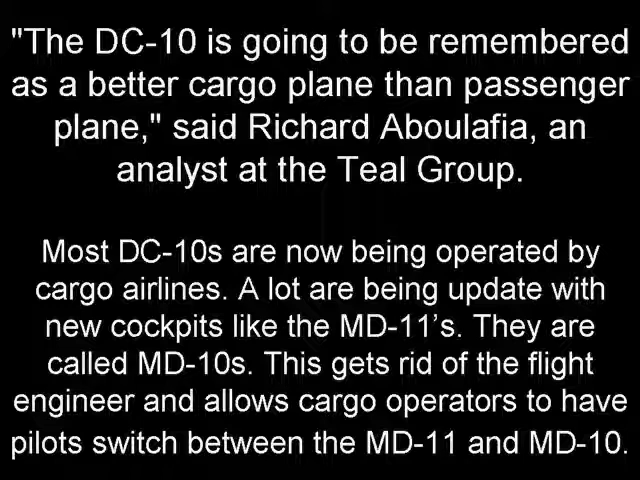 "The DC-10 is going to be remembered
as a better cargo plane than passenger
plane," said Richard Aboulafia, an
analyst at the Teal Group.
Most DC-10s are now being operated by
cargo airlines. A lot are being update with
new cockpits like the MD-11’s. They are
called MD-10s. This gets rid of the flight
engineer and allows cargo operators to have
pilots switch between the MD-11 and MD-10.